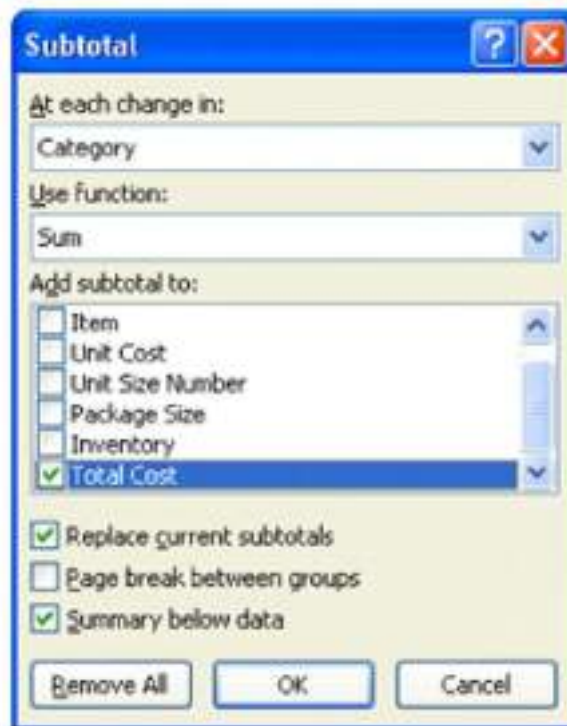 Subtotal
At each change in:
Category
Use function:
Sum
Add subtotal to:
Item
Unit Cost
Unit Size Number
Package Size
Inventory
Total Cost
Replace current subtotals
Page break between groups
Summary below data
Remove All OK Cancel